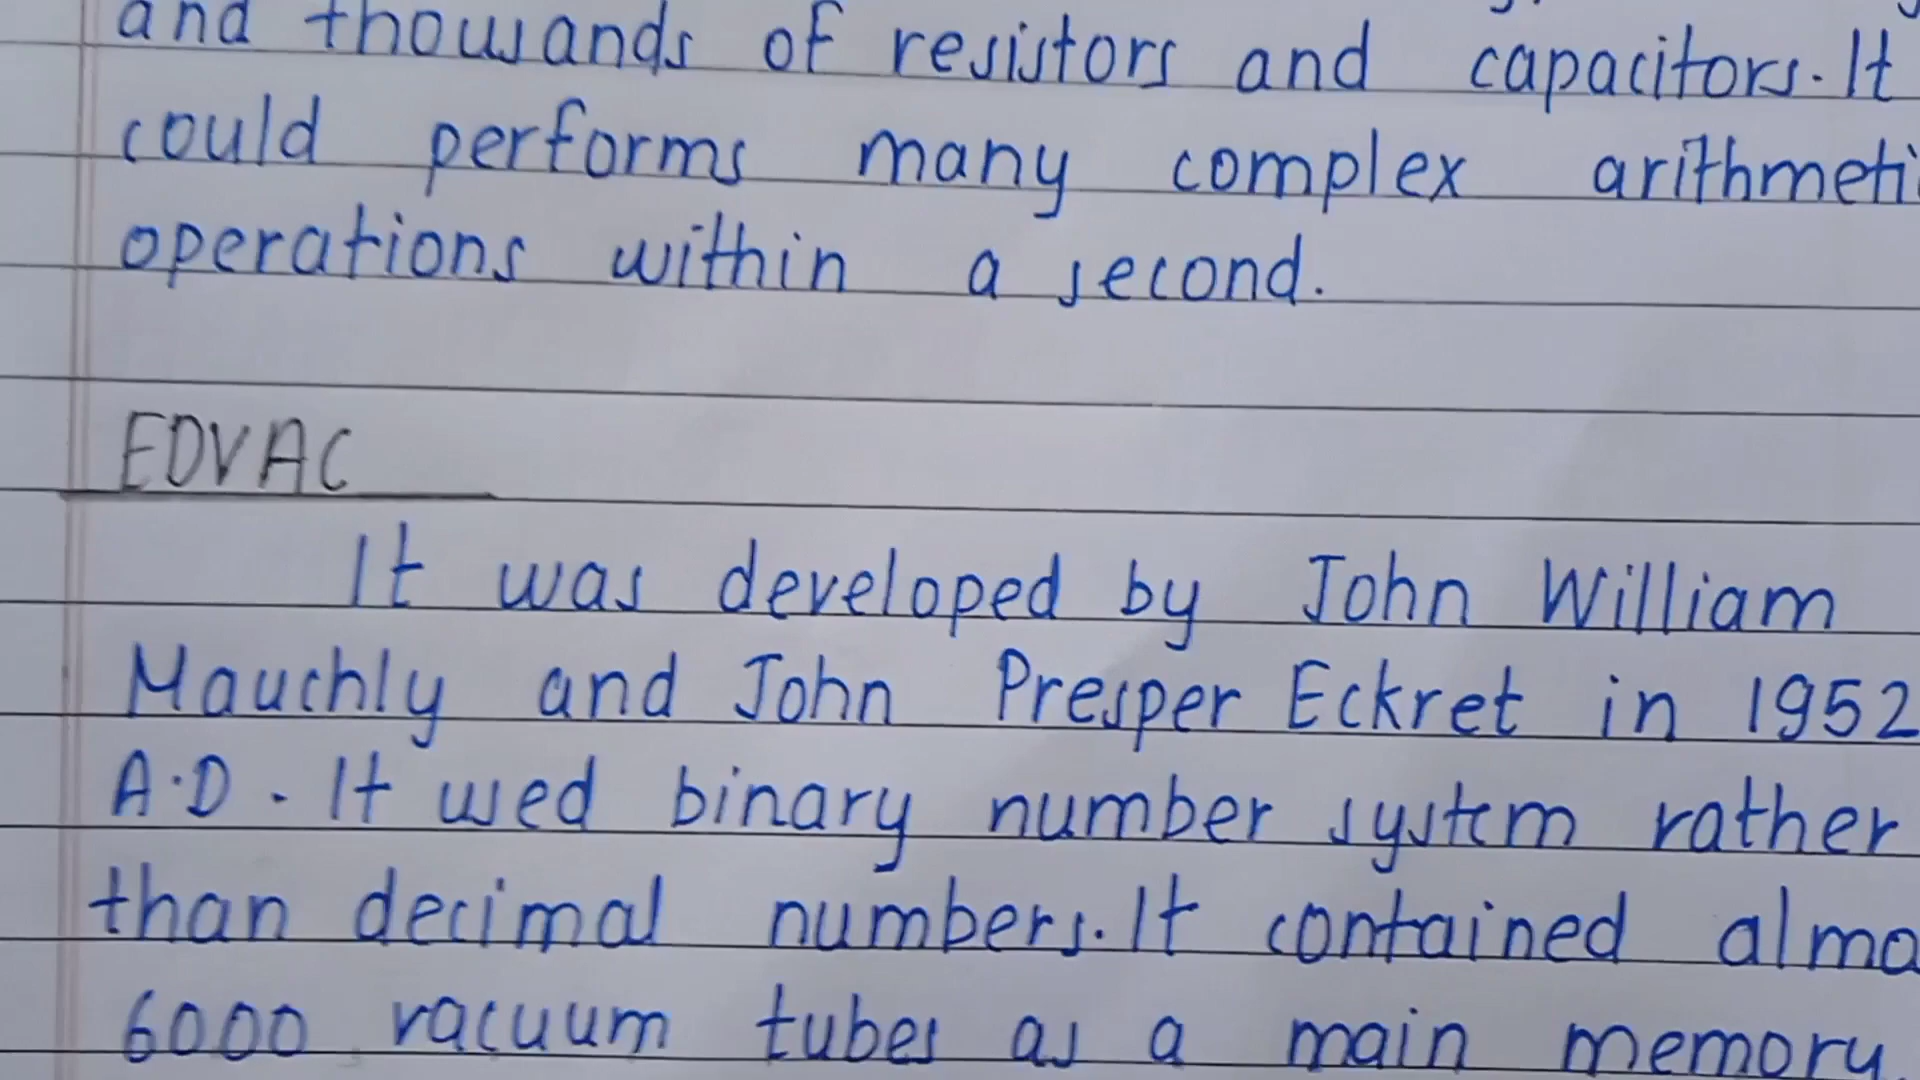 and thousands of resistors and capacitors. It
could performs many complex arithmeti
operations within a second.
EDVAC
It was developed by John William
Mauchly and John Presper Eckret in 1952
A.D. It used binary number system rather
than decimal numbers. It contained almo
6000 vacuum tubes as a main memory.